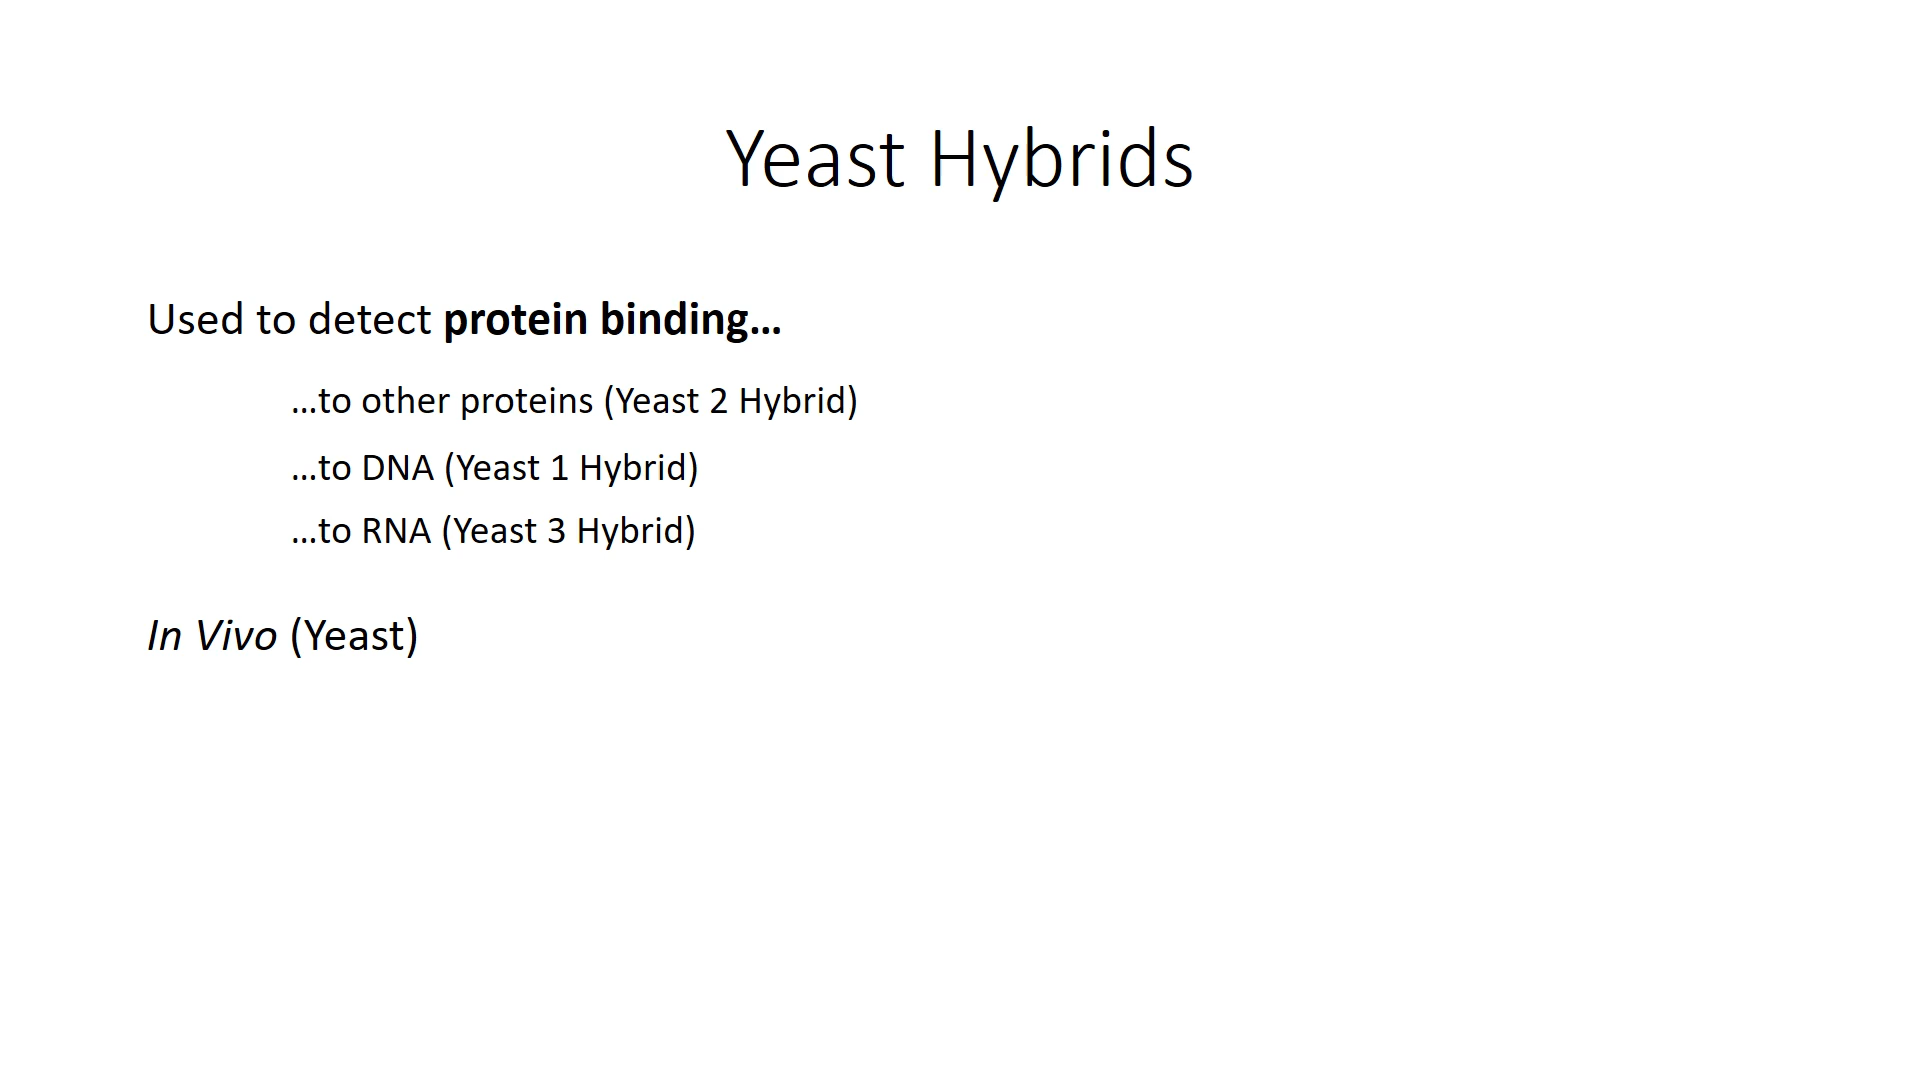 Yeast Hybrids
Used to detect protein binding…
…to other proteins (Yeast 2 Hybrid)
…to DNA (Yeast 1 Hybrid)
…to RNA (Yeast 3 Hybrid)
In Vivo (Yeast)